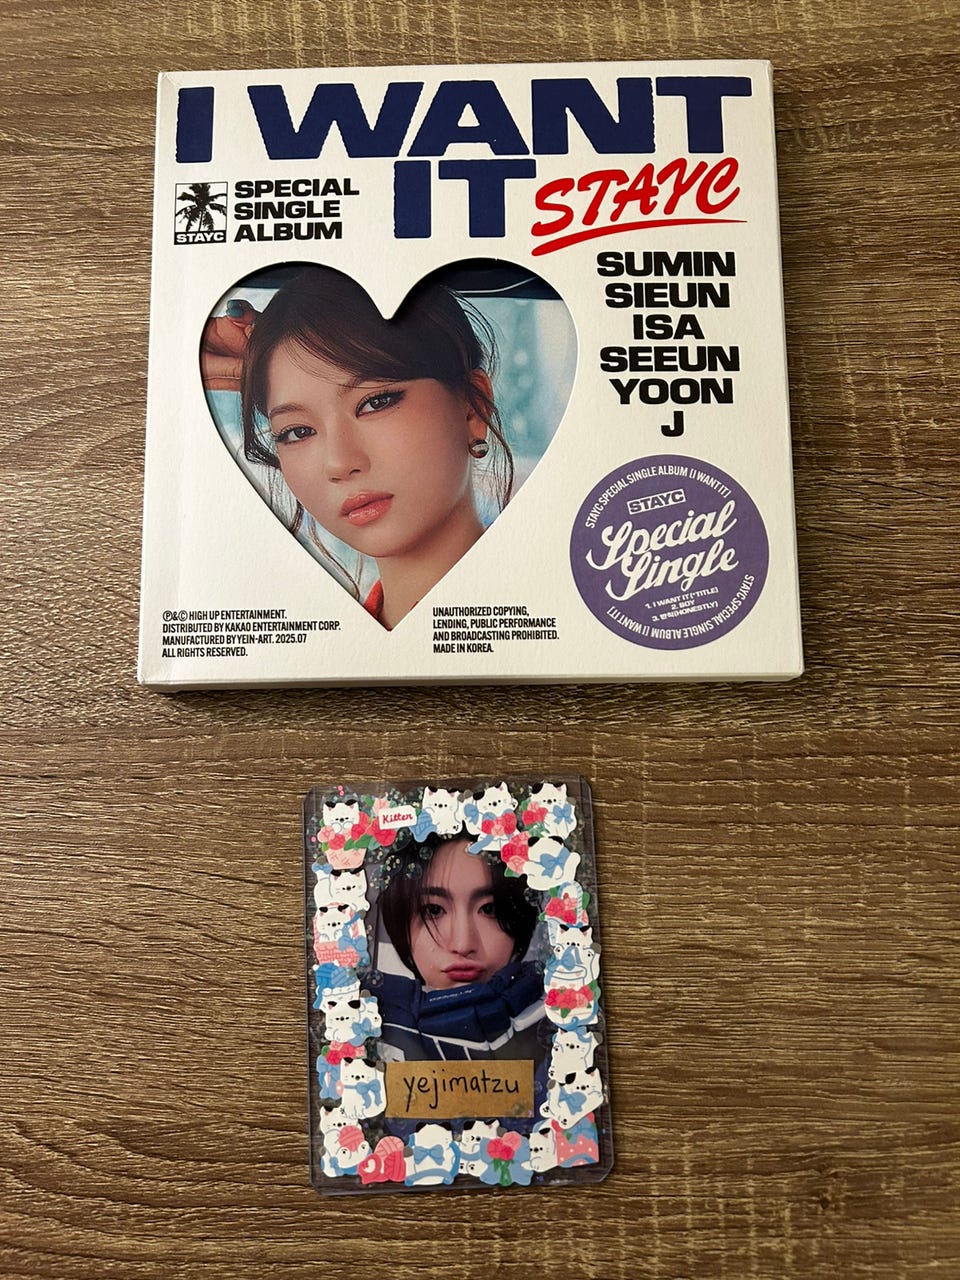 I WANT
IT
STAYC
STAYC
SPECIAL
SINGLE
ALBUM
SUMIN
SIEUN
ISA
SEEUN
YOON
J
STAYC SPECIAL SINGLE ALBUM [I WANT IT]
STAYC
Special
Single
1. I WANT IT (*TITLE)
2. BOY
3. 반칙(HONESTLY)
STAYC SPECIAL SINGLE ALBUM [I WANT IT]
Ⓟ&© HIGH UP ENTERTAINMENT.
DISTRIBUTED BY KAKAO ENTERTAINMENT CORP.
MANUFACTURED BY YEIN-ART. 2025.07
ALL RIGHTS RESERVED.
UNAUTHORIZED COPYING,
LENDING, PUBLIC PERFORMANCE
AND BROADCASTING PROHIBITED.
MADE IN KOREA.
Kitten
yejimatzu